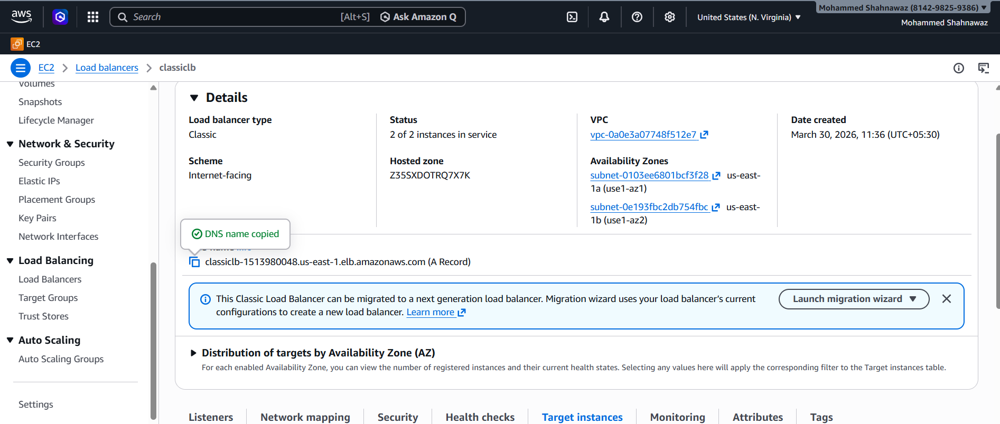 aws
Search
[Alt+S]
Ask Amazon Q
United States (N. Virginia)
Mohammed Shahnawaz (8142-9825-9386)
Mohammed Shahnawaz
EC2
EC2
Load balancers
classiclb
Volumes
Snapshots
Lifecycle Manager
Network & Security
Security Groups
Elastic IPs
Placement Groups
Key Pairs
Network Interfaces
Load Balancing
Load Balancers
Target Groups
Trust Stores
Auto Scaling
Auto Scaling Groups
Settings
Details
Load balancer type
Classic
Status
2 of 2 instances in service
VPC
vpc-0a0e3a07748f512e7
Date created
March 30, 2026, 11:36 (UTC+05:30)
Scheme
Internet-facing
Hosted zone
Z35SXDOTRQ7X7K
Availability Zones
subnet-0103ee6801bcf3f28 us-east-
1a (use1-az1)
subnet-0e193fbc2db754fbc us-east-
1b (use1-az2)
DNS name copied
classiclb-1513980048.us-east-1.elb.amazonaws.com (A Record)
This Classic Load Balancer can be migrated to a next generation load balancer. Migration wizard uses your load balancer's current
configurations to create a new load balancer. Learn more
Launch migration wizard
Distribution of targets by Availability Zone (AZ)
For each enabled Availability Zone, you can view the number of registered instances and their current health states. Selecting any values here will apply the corresponding filter to the Target instances table.
Listeners
Network mapping
Security
Health checks
Target instances
Monitoring
Attributes
Tags